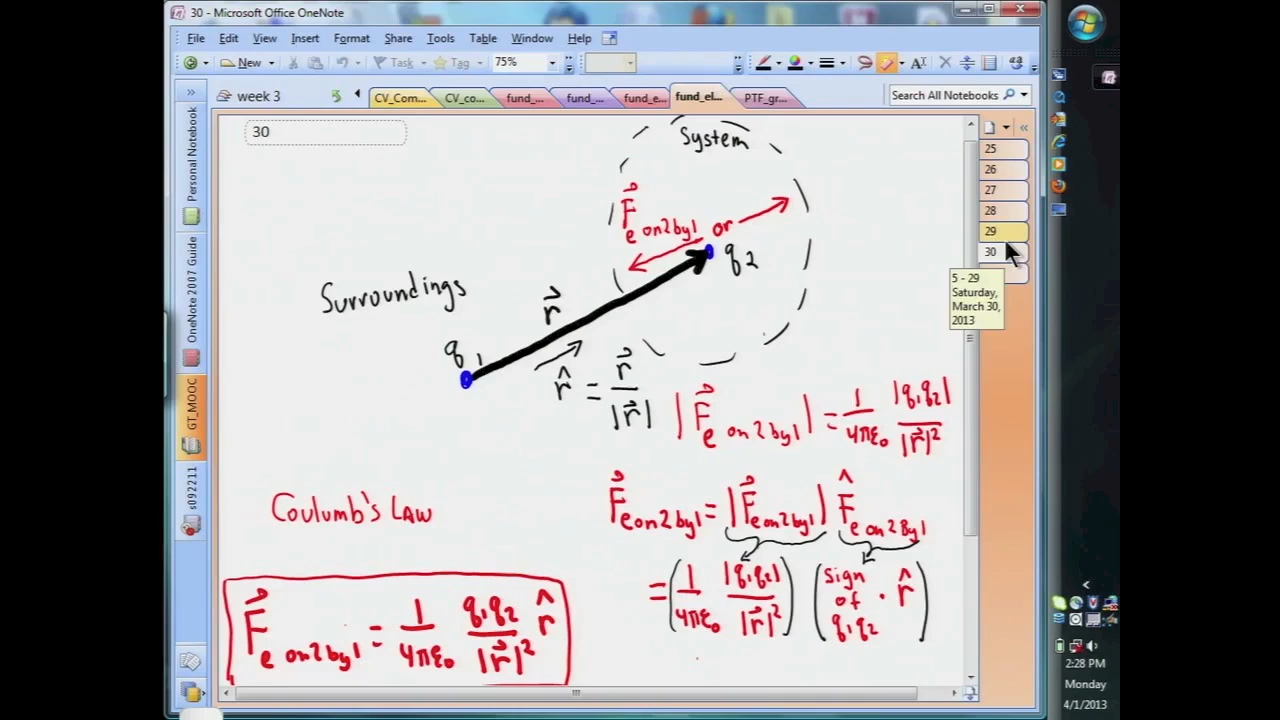 30 - Microsoft Office OneNote
File Edit View Insert Format Share Tools Table Window Help
New Task Tag 75%
week 3 CV_Com... CV_co... fund_... fund_... fund_e... fund_el... PTF_gr... Search All Notebooks
Personal Notebook
OneNote 2007 Guide
GT_MOOC
s092211
30
25
26
27
28
29
30
5 - 29
Saturday,
March 30,
2013
System
F⃗ e on 2 by 1 or
q₂
Surroundings
r⃗
q₁
r̂ = r⃗ / |r⃗|
|F⃗ e on 2 by 1| = 1/4πε₀ |q₁q₂|/|r⃗|²
F⃗ e on 2 by 1 = |F⃗ e on 2 by 1| F̂ e on 2 By 1
= (1/4πε₀ |q₁q₂|/|r⃗|²) (sign of q₁q₂ · r̂)
Coulumb's LAW
F⃗ e on 2 by 1 = 1/4πε₀ q₁q₂/|r⃗|² r̂
2:28 PM
Monday
4/1/2013